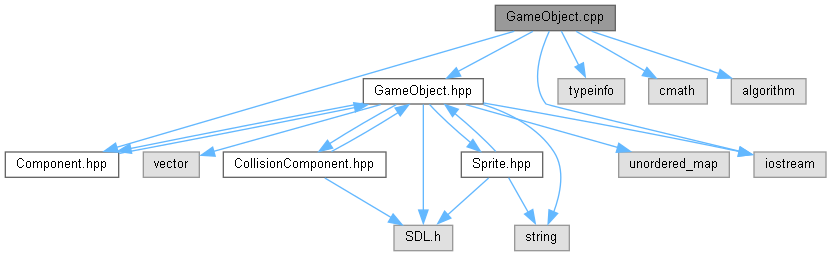 GameObject.cpp
GameObject.hpp
typeinfo
cmath
algorithm
Component.hpp
vector
CollisionComponent.hpp
Sprite.hpp
unordered_map
iostream
SDL.h
string